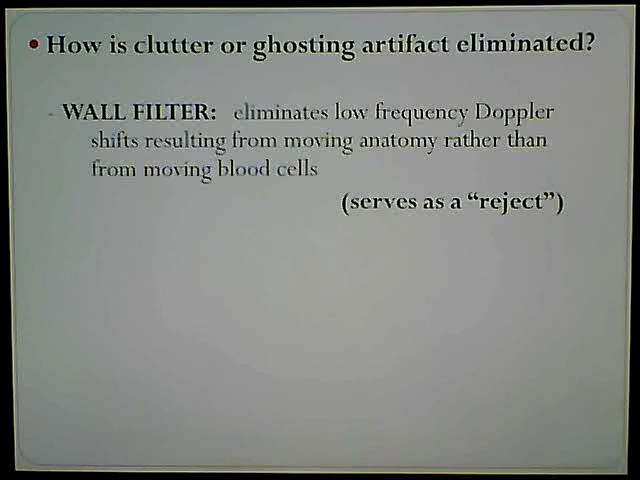 • How is clutter or ghosting artifact eliminated?
- WALL FILTER: eliminates low frequency Doppler
shifts resulting from moving anatomy rather than
from moving blood cells
(serves as a “reject”)